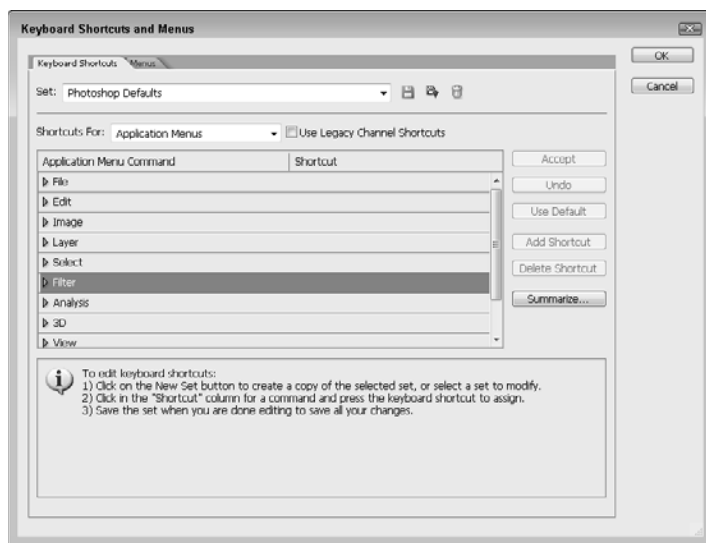 Keyboard Shortcuts and Menus
Keyboard Shortcuts Menus
OK
Cancel
Set: Photoshop Defaults
Shortcuts For: Application Menus Use Legacy Channel Shortcuts
Application Menu Command Shortcut
File
Edit
Image
Layer
Select
Filter
Analysis
3D
View
Accept
Undo
Use Default
Add Shortcut
Delete Shortcut
Summarize...
To edit keyboard shortcuts:
1) Click on the New Set button to create a copy of the selected set, or select a set to modify.
2) Click in the "Shortcut" column for a command and press the keyboard shortcut to assign.
3) Save the set when you are done editing to save all your changes.